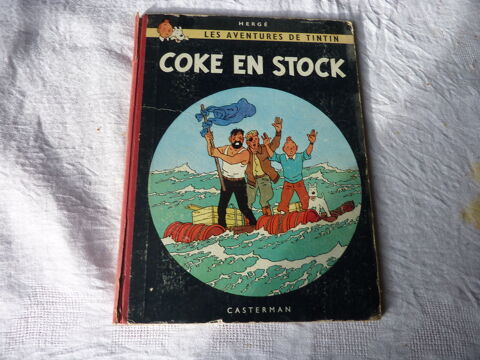 HERGÉ
LES AVENTURES DE TINTIN
COKE EN STOCK
CASTERMAN